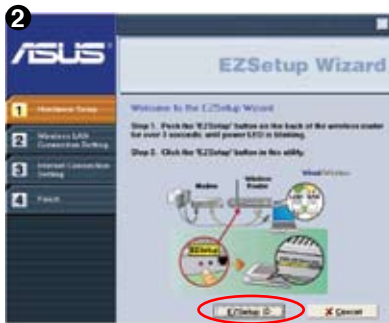 2
ASUS
EZSetup Wizard
1 Hardware Setup
2 Wireless LAN
Connection Setting
3 Internet Connection
Setting
4 Finish
Welcome to the EZSetup Wizard
Step 1. Push the 'EZSetup' button on the back of the wireless router
for over 3 seconds, until power LED is blinking.
Step 2. Click the 'EZSetup' button in the utility.
Modem
Wireless
Router
EZSetup
EZSetup
Cancel